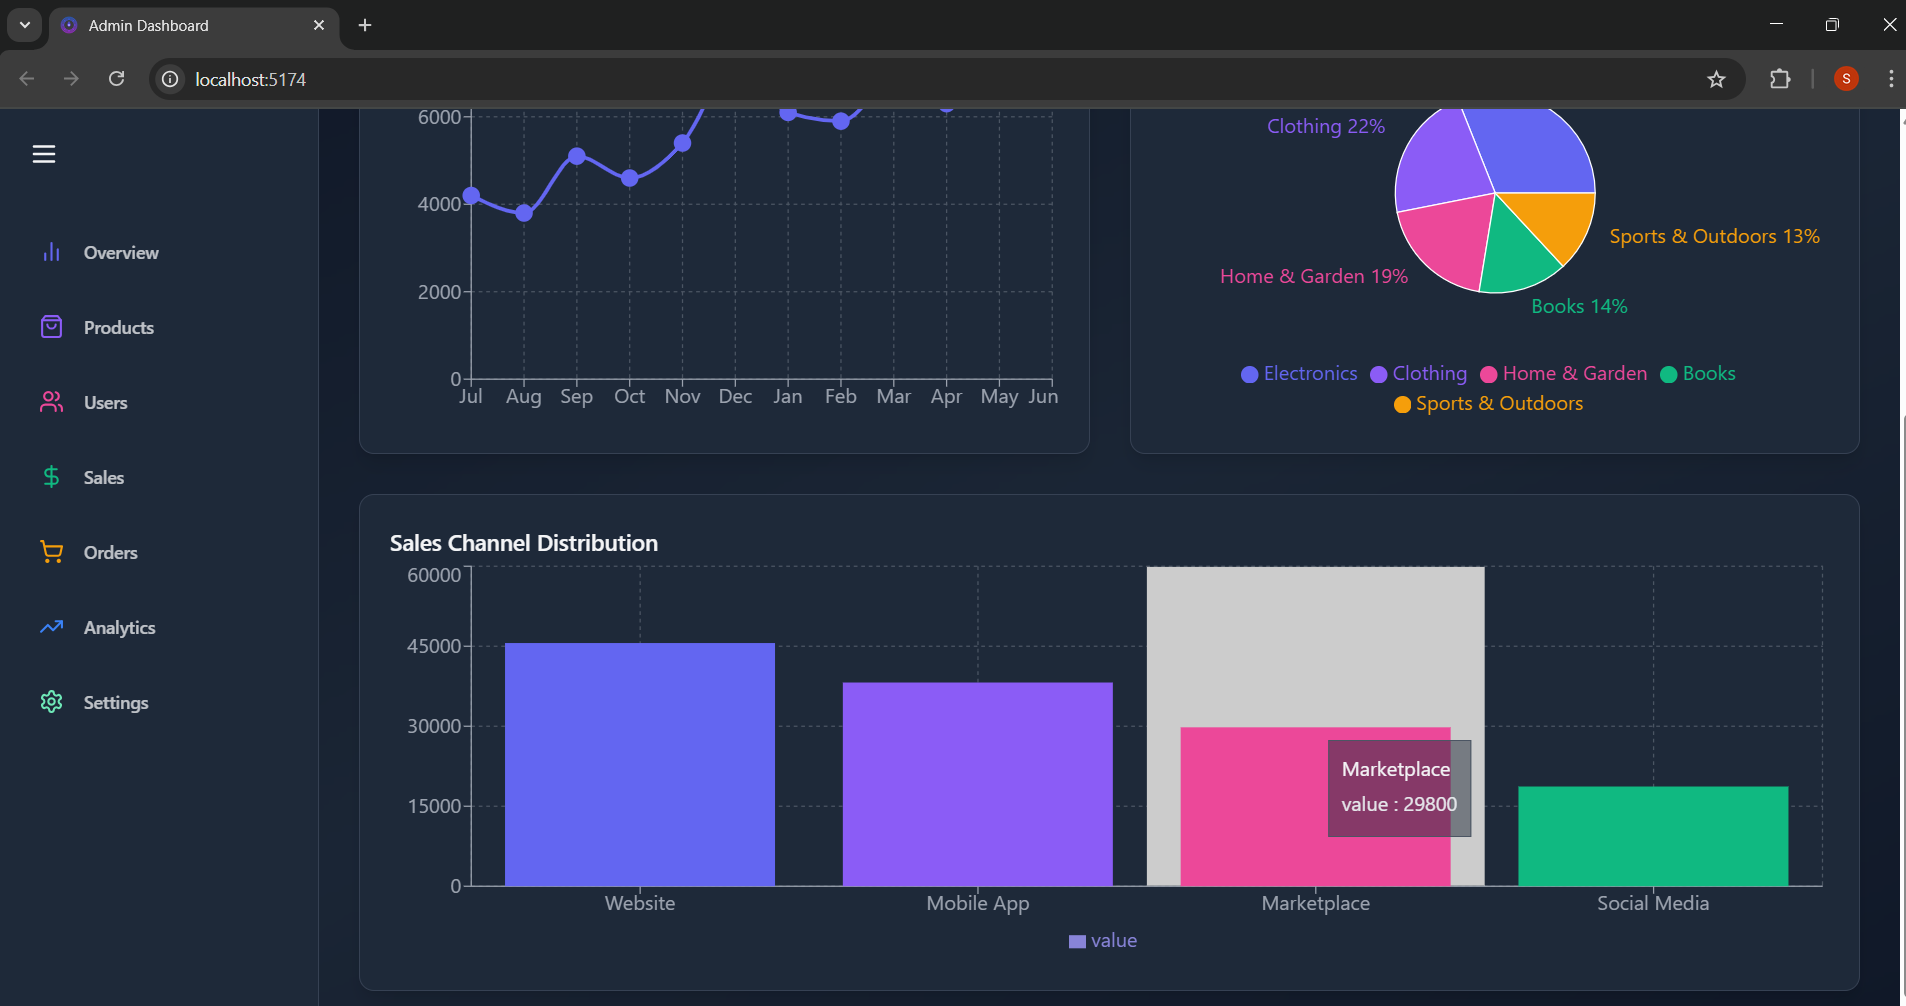 Admin Dashboard
localhost:5174
S
Overview
Products
Users
Sales
Orders
Analytics
Settings
6000
4000
2000
0
Jul Aug Sep Oct Nov Dec Jan Feb Mar Apr May Jun
Clothing 22%
Sports & Outdoors 13%
Home & Garden 19%
Books 14%
Electronics Clothing Home & Garden Books
Sports & Outdoors
Sales Channel Distribution
60000
45000
30000
15000
0
Marketplace
value : 29800
Website Mobile App Marketplace Social Media
value